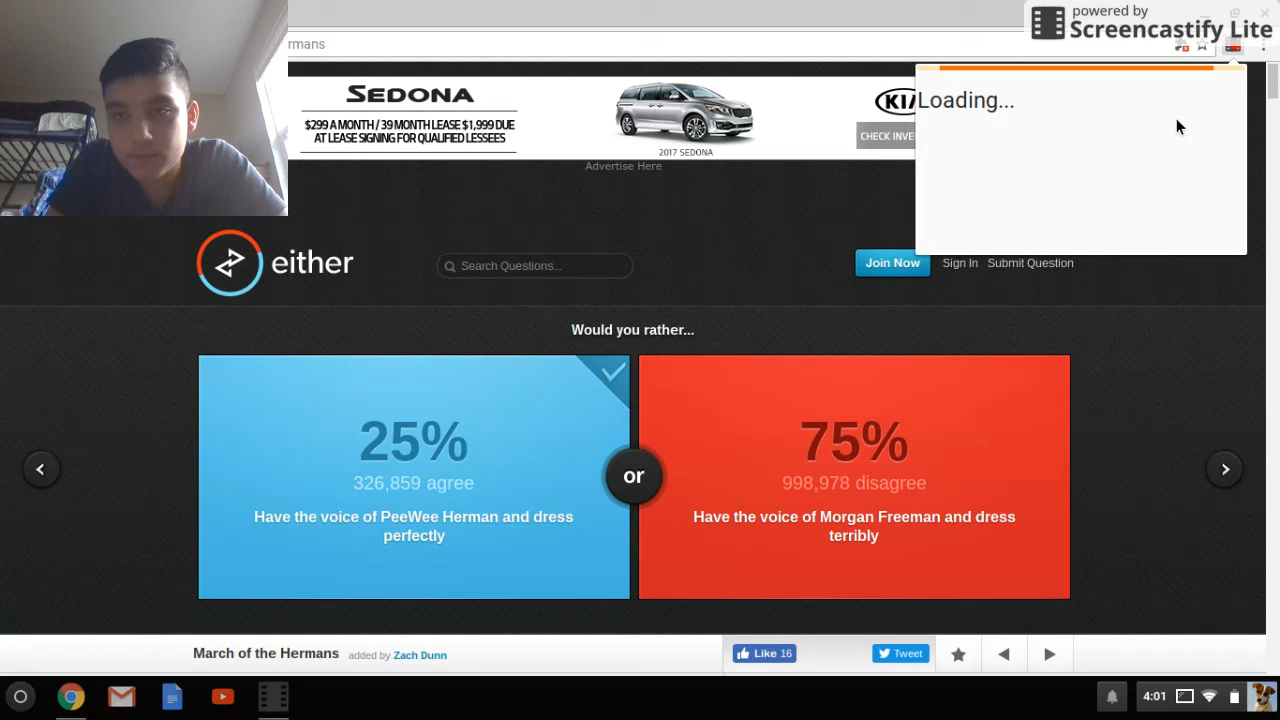 powered by
Screencastify Lite
rmans
SEDONA
$299 A MONTH / 39 MONTH LEASE $1,999 DUE
AT LEASE SIGNING FOR QUALIFIED LESSEES
2017 SEDONA
KIA
CHECK INVE
Advertise Here
Loading...
either
Search Questions...
Join Now
Sign In
Submit Question
Would you rather...
25%
326,859 agree
Have the voice of PeeWee Herman and dress
perfectly
or
75%
998,978 disagree
Have the voice of Morgan Freeman and dress
terribly
March of the Hermans added by Zach Dunn
Like 16
Tweet
4:01